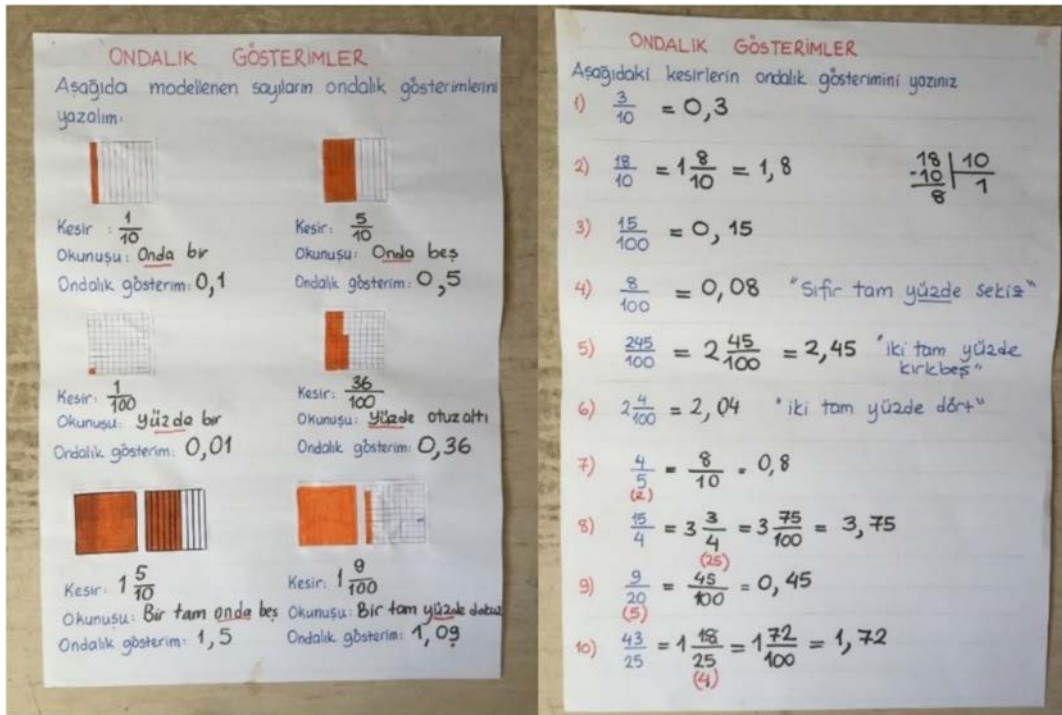 ONDALIK GÖSTERİMLER
Aşağıda modellenen sayıların ondalık gösterimlerini
yazalım:
Kesir : 1/10
Okunuşu: Onda bir
Ondalık gösterim: 0,1
Kesir: 5/10
Okunuşu: Onda beş
Ondalık gösterim: 0,5
Kesir: 1/100
Okunuşu: Yüzde bir
Ondalık gösterim: 0,01
Kesir: 36/100
Okunuşu: Yüzde otuzaltı
Ondalık gösterim: 0,36
Kesir: 1 5/10
Okunuşu: Bir tam onda beş
Ondalık gösterim: 1,5
Kesir: 1 9/100
Okunuşu: Bir tam yüzde dokuz
Ondalık gösterim: 1,09
ONDALIK GÖSTERİMLER
Aşağıdaki kesirlerin ondalık gösterimini yazınız
1) 3/10 = 0,3
2) 18/10 = 1 8/10 = 1,8
18 | 10
-10 | 1
8
3) 15/100 = 0,15
4) 8/100 = 0,08 "Sıfır tam yüzde sekiz"
5) 245/100 = 2 45/100 = 2,45 "iki tam yüzde
kırkbeş"
6) 2 4/100 = 2,04 "iki tam yüzde dört"
7) 4/5 = 8/10 = 0,8
(2)
8) 15/4 = 3 3/4 = 3 75/100 = 3,75
(25)
9) 9/20 = 45/100 = 0,45
(5)
10) 43/25 = 1 18/25 = 1 72/100 = 1,72
(4)